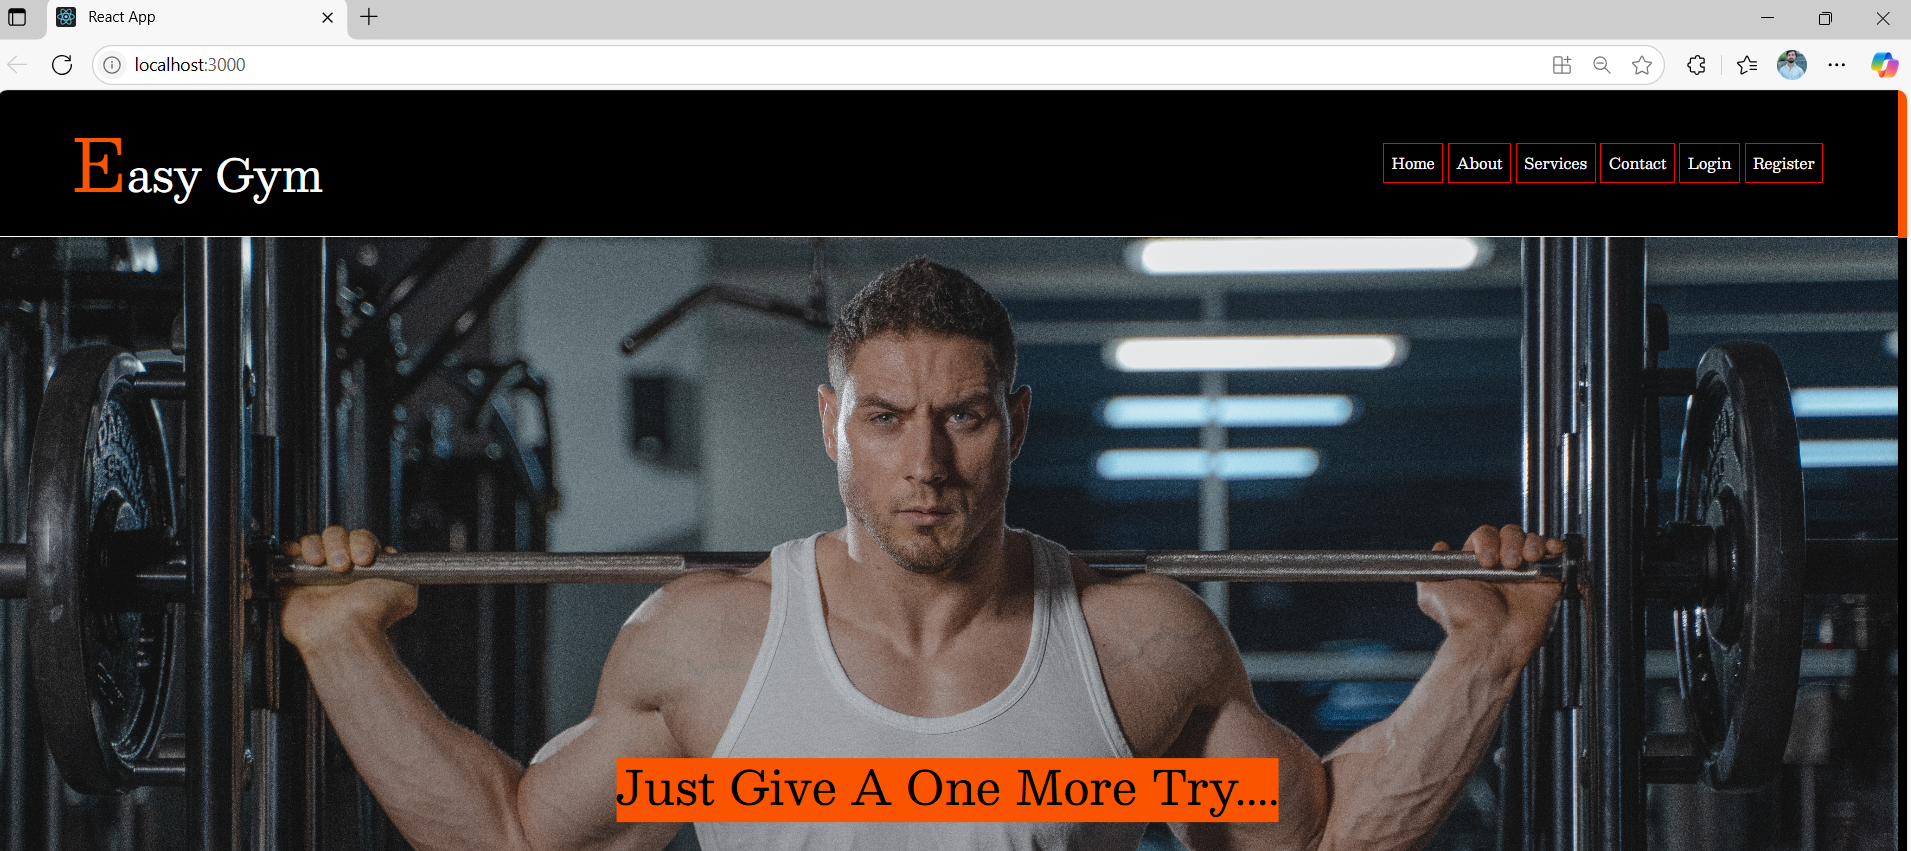 React App
localhost:3000
Easy Gym
Home About Services Contact Login Register
Just Give A One More Try....